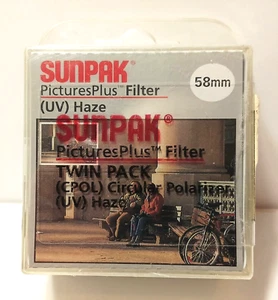 SUNPAK®
PicturesPlus™ Filter
58mm
(UV) Haze
SUNPAK®
PicturesPlus™ Filter
TWIN PACK
(CPOL) Circular Polarizer
(UV) Haze